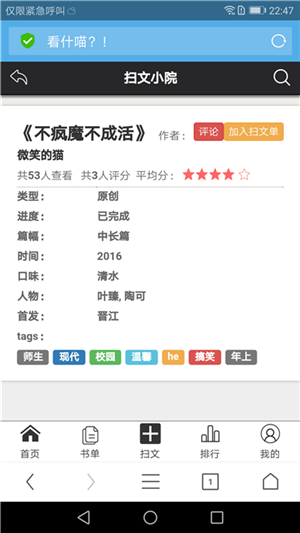 仅限紧急呼叫 22:47
看什喵？！
扫文小院
《不疯魔不成活》 作者： 评论 加入扫文单
微笑的猫
共53人查看 共3人评分 平均分：
类型： 原创
进度： 已完成
篇幅： 中长篇
时间： 2016
口味： 清水
人物： 叶臻, 陶可
首发： 晋江
tags：
师生 现代 校园 温馨 he 搞笑 年上
首页 书单 扫文 排行 我的
1